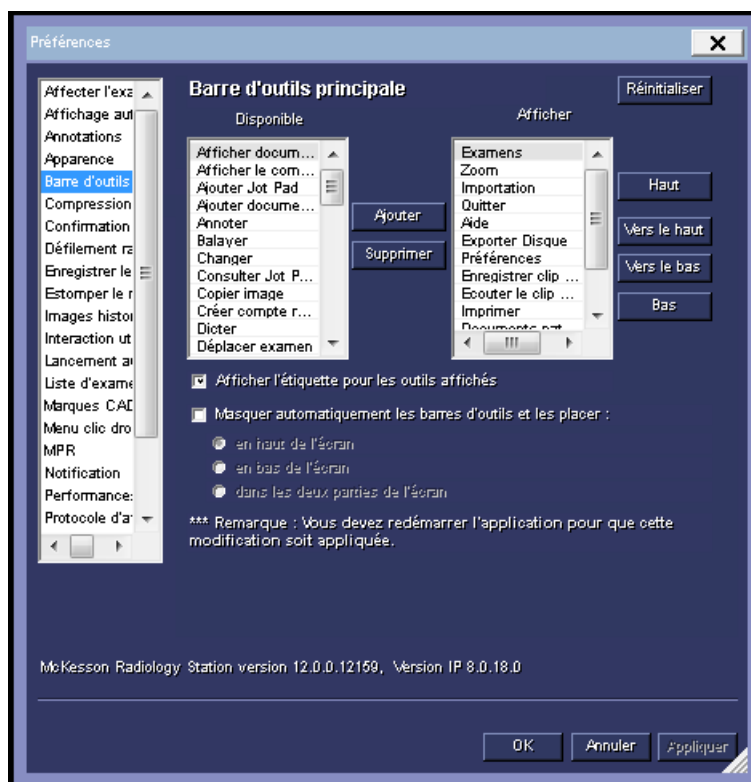 Préférences
Affecter l'exa
Affichage aut
Annotations
Apparence
Barre d'outils
Compression
Confirmation
Défilement ra
Enregistrer le
Estomper le r
Images histor
Interaction ut
Lancement au
Liste d'exame
Marques CAD
Menu clic dro
MPR
Notification
Performances
Protocole d'a
Barre d'outils principale
Réinitialiser
Disponible
Afficher docum...
Afficher le com...
Ajouter Jot Pad
Ajouter docume...
Annoter
Balayer
Changer
Consulter Jot P...
Copier image
Créer compte r...
Dicter
Déplacer examen
Ajouter
Supprimer
Afficher
Examens
Zoom
Importation
Quitter
Aide
Exporter Disque
Préférences
Enregistrer clip ...
Ecouter le clip ...
Imprimer
Documents pat
Haut
Vers le haut
Vers le bas
Bas
Afficher l'étiquette pour les outils affichés
Masquer automatiquement les barres d'outils et les placer :
en haut de l'écran
en bas de l'écran
dans les deux parties de l'écran
*** Remarque : Vous devez redémarrer l'application pour que cette
modification soit appliquée.
McKesson Radiology Station version 12.0.0.12159, Version IP 8.0.18.0
OK
Annuler
Appliquer